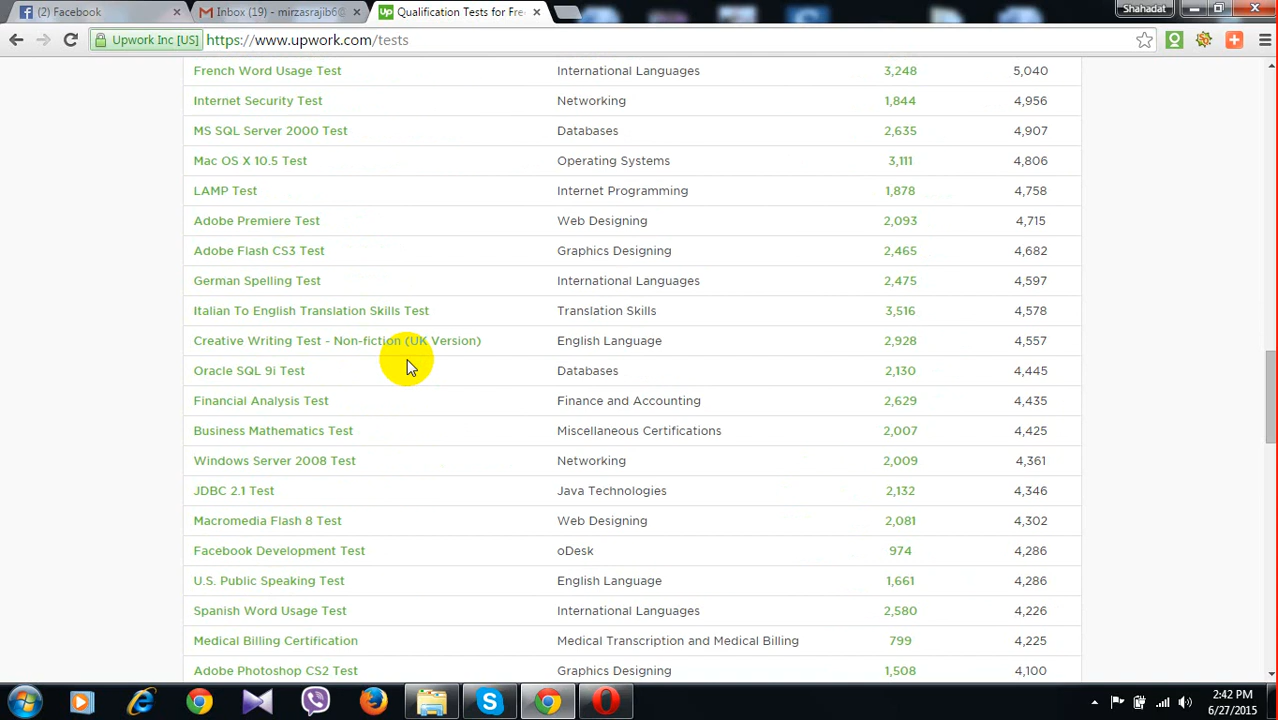 (2) Facebook
Inbox (19) - mirzasrajib6@
Qualification Tests for Fre
Shahadat
Upwork Inc [US]
https://www.upwork.com/tests
French Word Usage Test International Languages 3,248 5,040
Internet Security Test Networking 1,844 4,956
MS SQL Server 2000 Test Databases 2,635 4,907
Mac OS X 10.5 Test Operating Systems 3,111 4,806
LAMP Test Internet Programming 1,878 4,758
Adobe Premiere Test Web Designing 2,093 4,715
Adobe Flash CS3 Test Graphics Designing 2,465 4,682
German Spelling Test International Languages 2,475 4,597
Italian To English Translation Skills Test Translation Skills 3,516 4,578
Creative Writing Test - Non-fiction (UK Version) English Language 2,928 4,557
Oracle SQL 9i Test Databases 2,130 4,445
Financial Analysis Test Finance and Accounting 2,629 4,435
Business Mathematics Test Miscellaneous Certifications 2,007 4,425
Windows Server 2008 Test Networking 2,009 4,361
JDBC 2.1 Test Java Technologies 2,132 4,346
Macromedia Flash 8 Test Web Designing 2,081 4,302
Facebook Development Test oDesk 974 4,286
U.S. Public Speaking Test English Language 1,661 4,286
Spanish Word Usage Test International Languages 2,580 4,226
Medical Billing Certification Medical Transcription and Medical Billing 799 4,225
Adobe Photoshop CS2 Test Graphics Designing 1,508 4,100
2:42 PM
6/27/2015